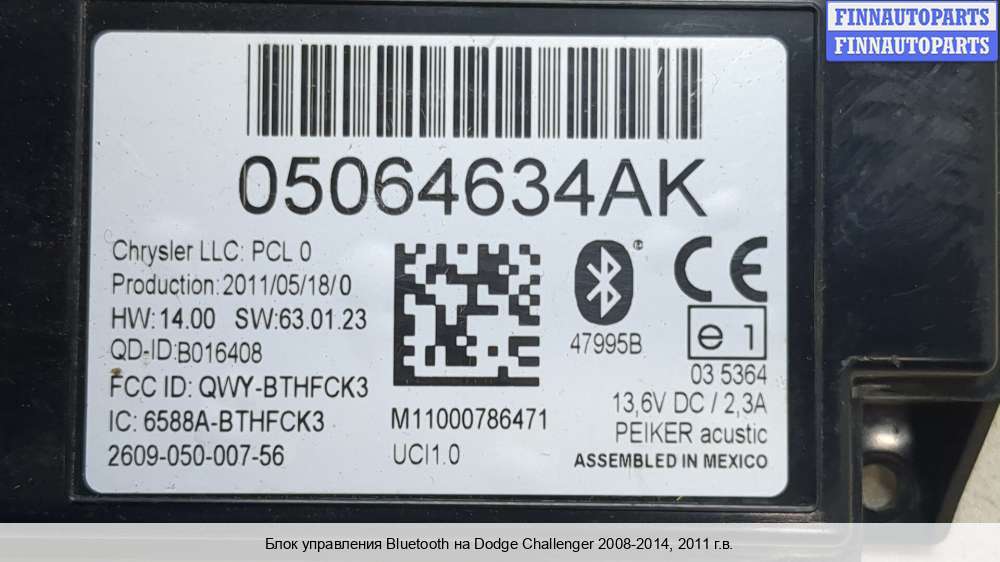 FINNAUTOPARTS
FINNAUTOPARTS
05064634AK
Chrysler LLC: PCL 0
Production: 2011/05/18/0
HW:14.00 SW:63.01.23
QD-ID:B016408
FCC ID: QWY-BTHFCK3
IC: 6588A-BTHFCK3
2609-050-007-56
M11000786471
UCI1.0
47995B
CE
e1
03 5364
13,6V DC / 2,3A
PEIKER acustic
ASSEMBLED IN MEXICO
Блок управления Bluetooth на Dodge Challenger 2008-2014, 2011 г.в.